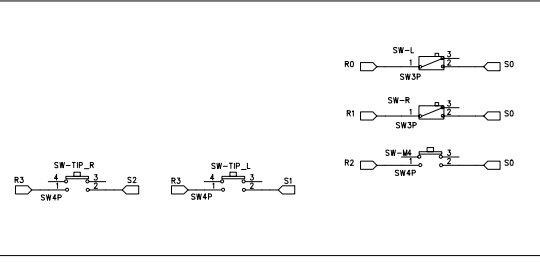 SW-L
3
R0 1 2 S0
SW3P
SW-R
3
R1 1 2 S0
SW3P
SW-M4 4 3
R2 1 2 S0
SW4P
SW-TIP_R
4 3
R3 1 2 S2
SW4P
SW-TIP_L
4 3
R3 1 2 S1
SW4P